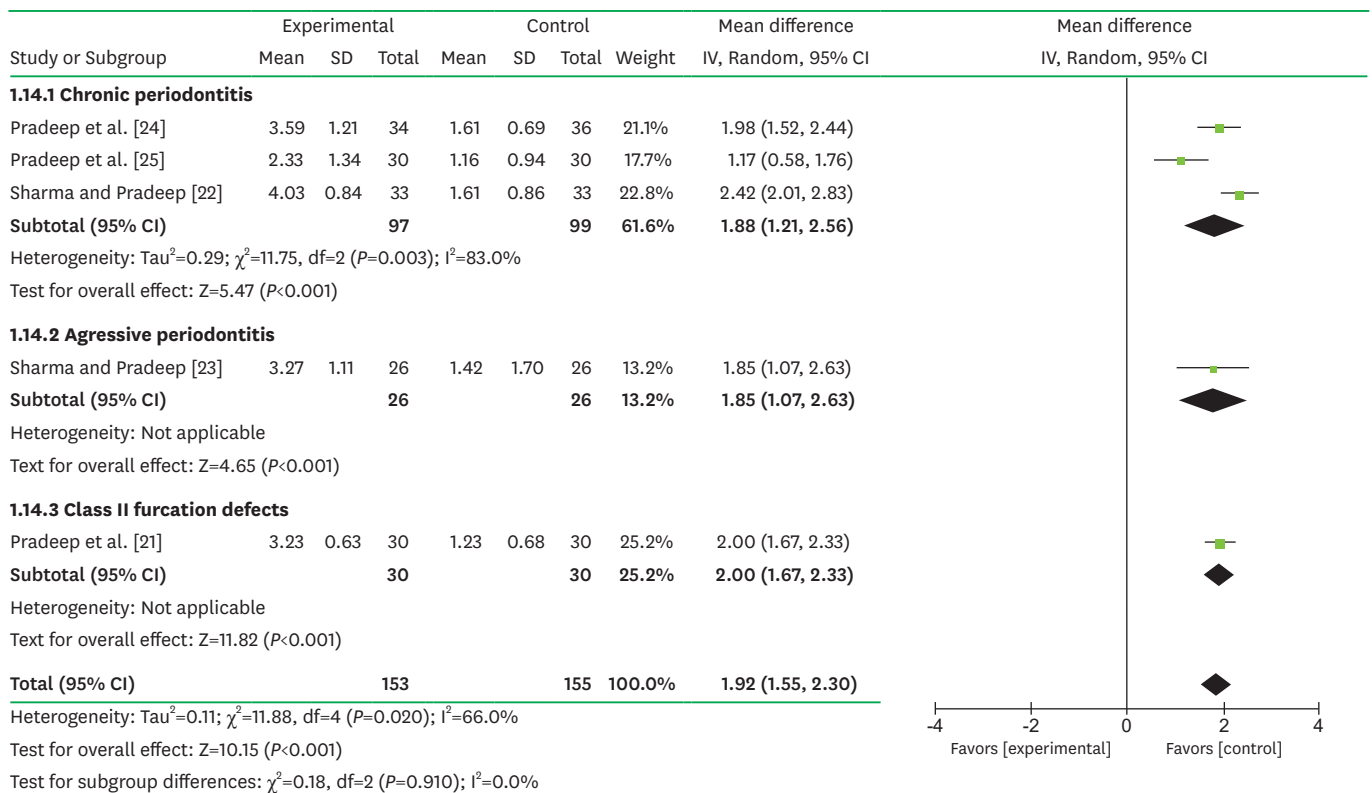 Experimental Control Mean difference Mean difference
Study or Subgroup Mean SD Total Mean SD Total Weight IV, Random, 95% CI IV, Random, 95% CI
1.14.1 Chronic periodontitis
Pradeep et al. [24] 3.59 1.21 34 1.61 0.69 36 21.1% 1.98 (1.52, 2.44)
Pradeep et al. [25] 2.33 1.34 30 1.16 0.94 30 17.7% 1.17 (0.58, 1.76)
Sharma and Pradeep [22] 4.03 0.84 33 1.61 0.86 33 22.8% 2.42 (2.01, 2.83)
Subtotal (95% CI) 97 99 61.6% 1.88 (1.21, 2.56)
Heterogeneity: Tau²=0.29; χ²=11.75, df=2 (P=0.003); I²=83.0%
Test for overall effect: Z=5.47 (P<0.001)
1.14.2 Agressive periodontitis
Sharma and Pradeep [23] 3.27 1.11 26 1.42 1.70 26 13.2% 1.85 (1.07, 2.63)
Subtotal (95% CI) 26 26 13.2% 1.85 (1.07, 2.63)
Heterogeneity: Not applicable
Text for overall effect: Z=4.65 (P<0.001)
1.14.3 Class II furcation defects
Pradeep et al. [21] 3.23 0.63 30 1.23 0.68 30 25.2% 2.00 (1.67, 2.33)
Subtotal (95% CI) 30 30 25.2% 2.00 (1.67, 2.33)
Heterogeneity: Not applicable
Text for overall effect: Z=11.82 (P<0.001)
Total (95% CI) 153 155 100.0% 1.92 (1.55, 2.30)
Heterogeneity: Tau²=0.11; χ²=11.88, df=4 (P=0.020); I²=66.0%
Test for overall effect: Z=10.15 (P<0.001)
Test for subgroup differences: χ²=0.18, df=2 (P=0.910); I²=0.0%
-4 -2 0 2 4
Favors [experimental] Favors [control]